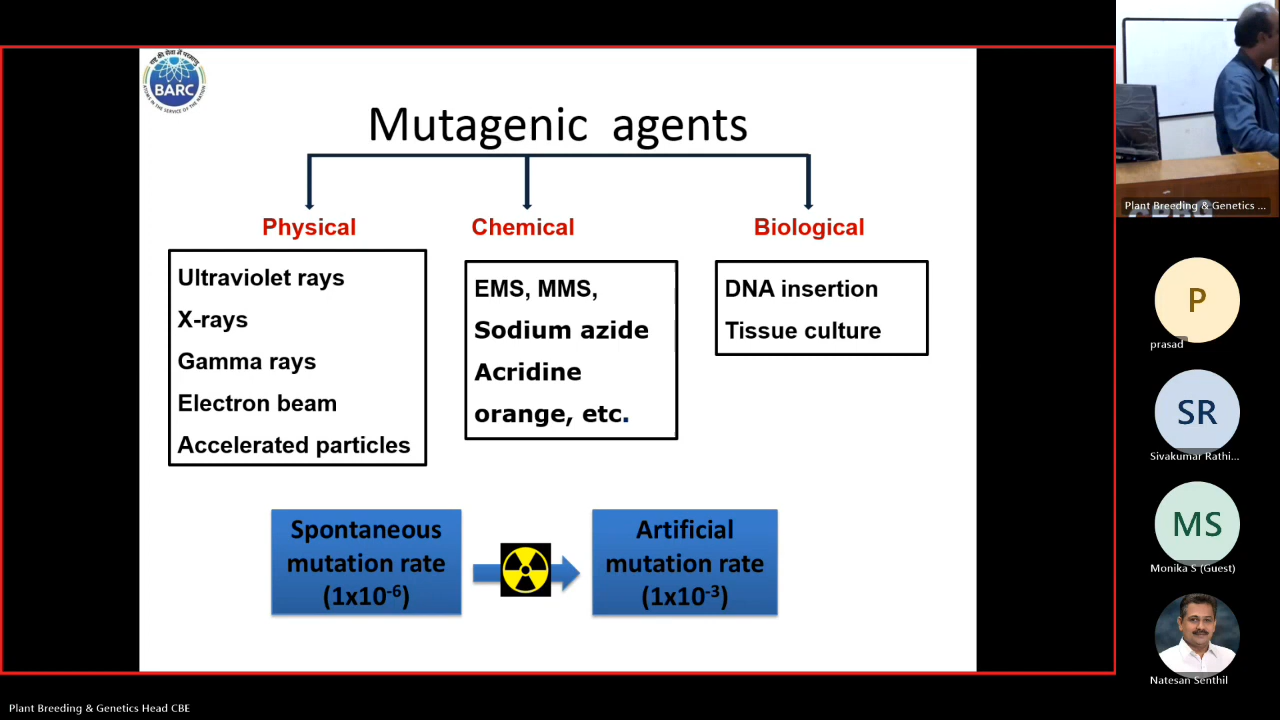 BARC
Mutagenic agents
Physical
Chemical
Biological
Ultraviolet rays
X-rays
Gamma rays
Electron beam
Accelerated particles
EMS, MMS,
Sodium azide
Acridine
orange, etc.
DNA insertion
Tissue culture
Spontaneous
mutation rate
(1x10⁻⁶)
Artificial
mutation rate
(1x10⁻³)
Plant Breeding & Genetics ...
P
prasad
SR
Sivakumar Rathi...
MS
Monika S (Guest)
Natesan Senthil
Plant Breeding & Genetics Head CBE